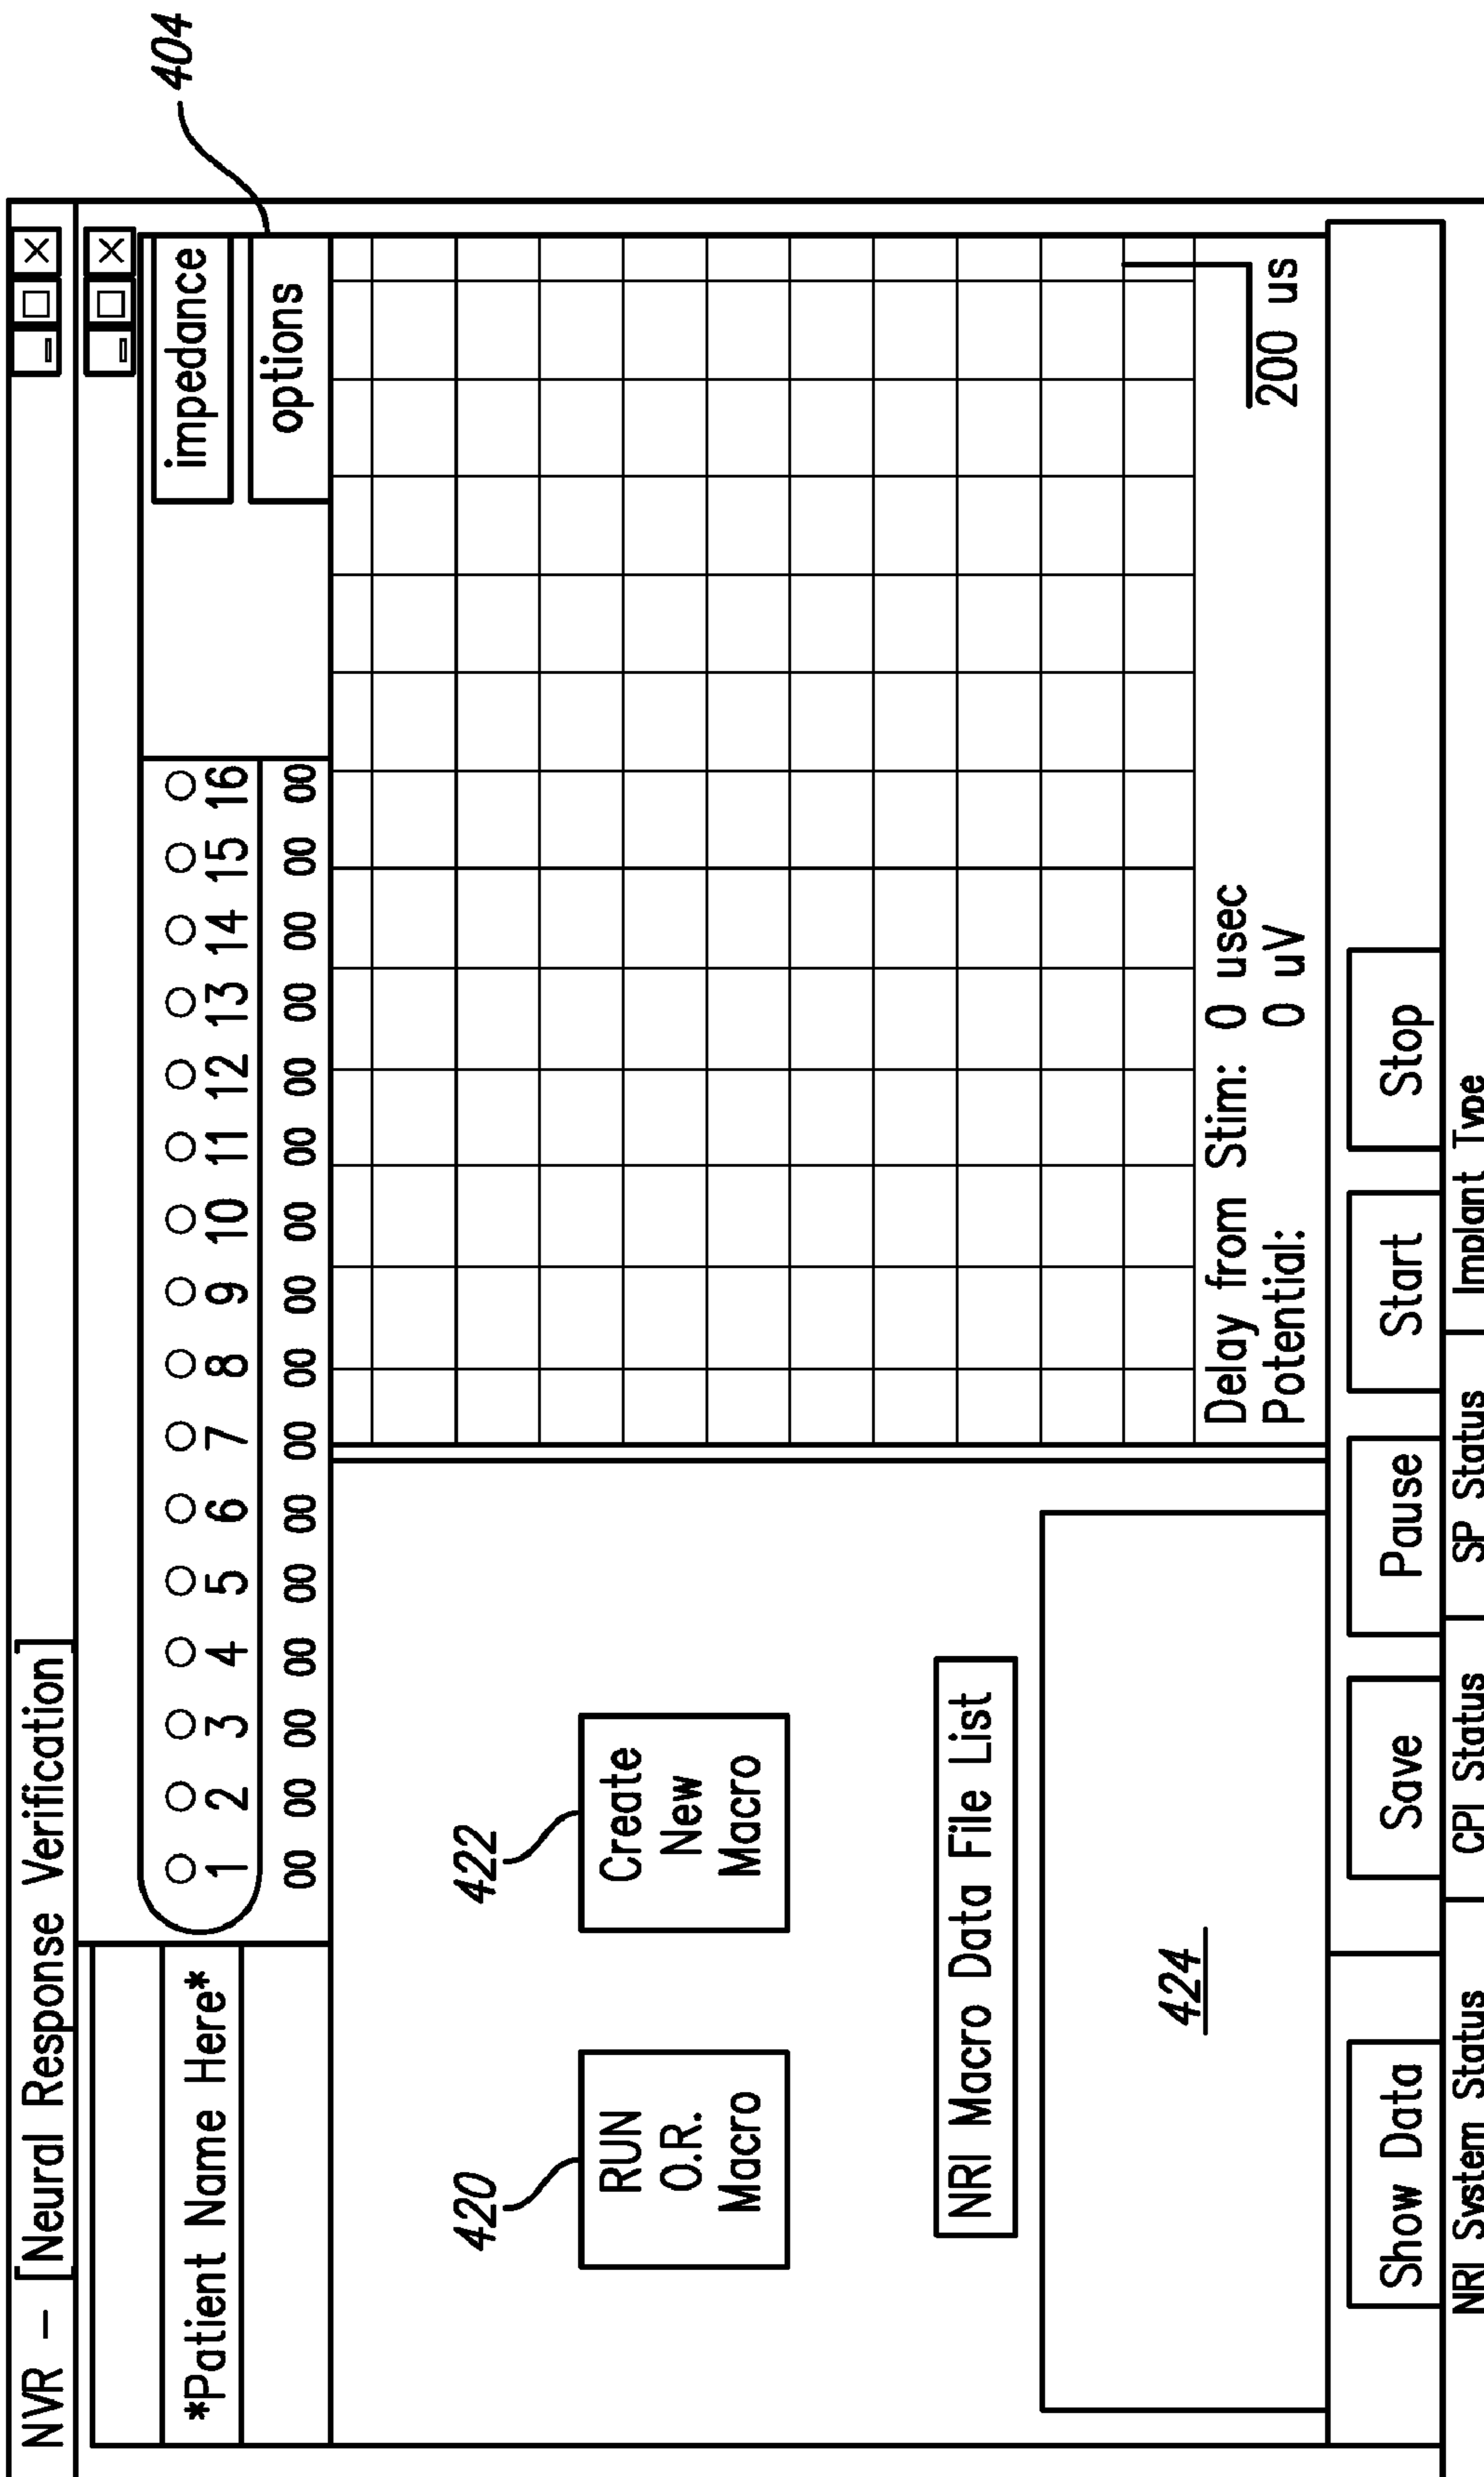 NVR – [Neural Response Verification]
*Patient Name Here*
1 2 3 4 5 6 7 8 9 10 11 12 13 14 15 16
00 00 00 00 00 00 00 00 00 00 00 00 00 00 00 00
impedance
options
404
420
RUN
O.R.
Macro
422
Create
New
Macro
NRI Macro Data File List
424
Delay from Stim: 0 usec
Potential: 0 uV
200 us
Show Data
Save
Pause
Start
Stop
NRI System Status
CPI Status
SP Status
Implant Type